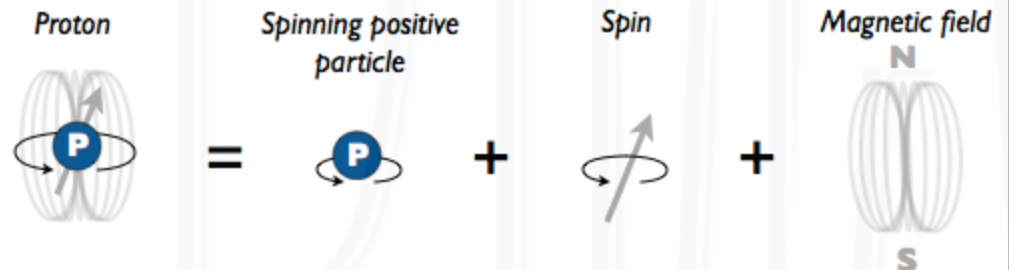 Proton
Spinning positive
particle
Spin
Magnetic field
N
P
=
P
+
+
S